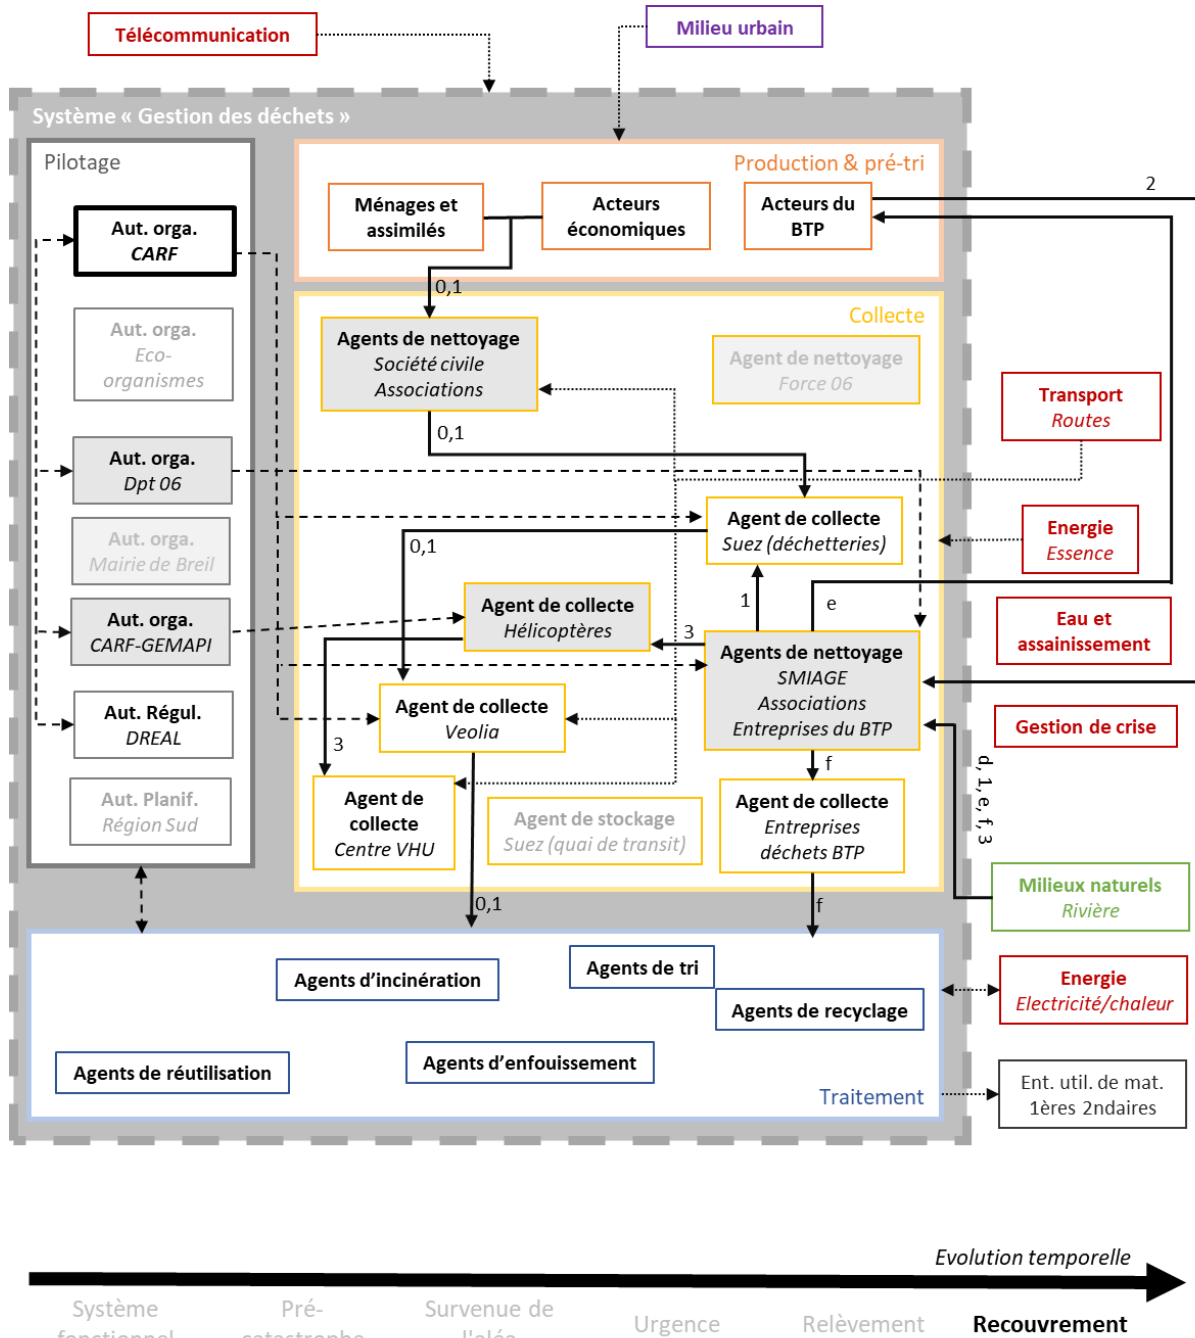 Télécommunication
Milieu urbain
Système « Gestion des déchets »
Pilotage
Production & pré-tri
2
Ménages et
assimilés
Acteurs
économiques
Acteurs du
BTP
Aut. orga.
CARF
0,1
Collecte
Aut. orga.
Eco-
organismes
Agents de nettoyage
Société civile
Associations
Agent de nettoyage
Force 06
Transport
Routes
0,1
Aut. orga.
Dpt 06
Agent de collecte
Suez (déchetteries)
Energie
Essence
Aut. orga.
Mairie de Breil
0,1
1
e
Agent de collecte
Hélicoptères
Aut. orga.
CARF-GEMAPI
3
Eau et
assainissement
Agents de nettoyage
SMIAGE
Associations
Entreprises du BTP
Aut. Régul.
DREAL
Agent de collecte
Veolia
Gestion de crise
3
f
d, 1, e, f, 3
Aut. Planif.
Région Sud
Agent de
collecte
Centre VHU
Agent de stockage
Suez (quai de transit)
Agent de collecte
Entreprises
déchets BTP
Milieux naturels
Rivière
0,1
f
Agents d'incinération
Agents de tri
Agents de recyclage
Energie
Electricité/chaleur
Agents de réutilisation
Agents d'enfouissement
Traitement
Ent. util. de mat.
1ères 2ndaires
Evolution temporelle
Système
fonctionnel
Pré-
catastrophe
Survenue de
l'aléa
Urgence
Relèvement
Recouvrement